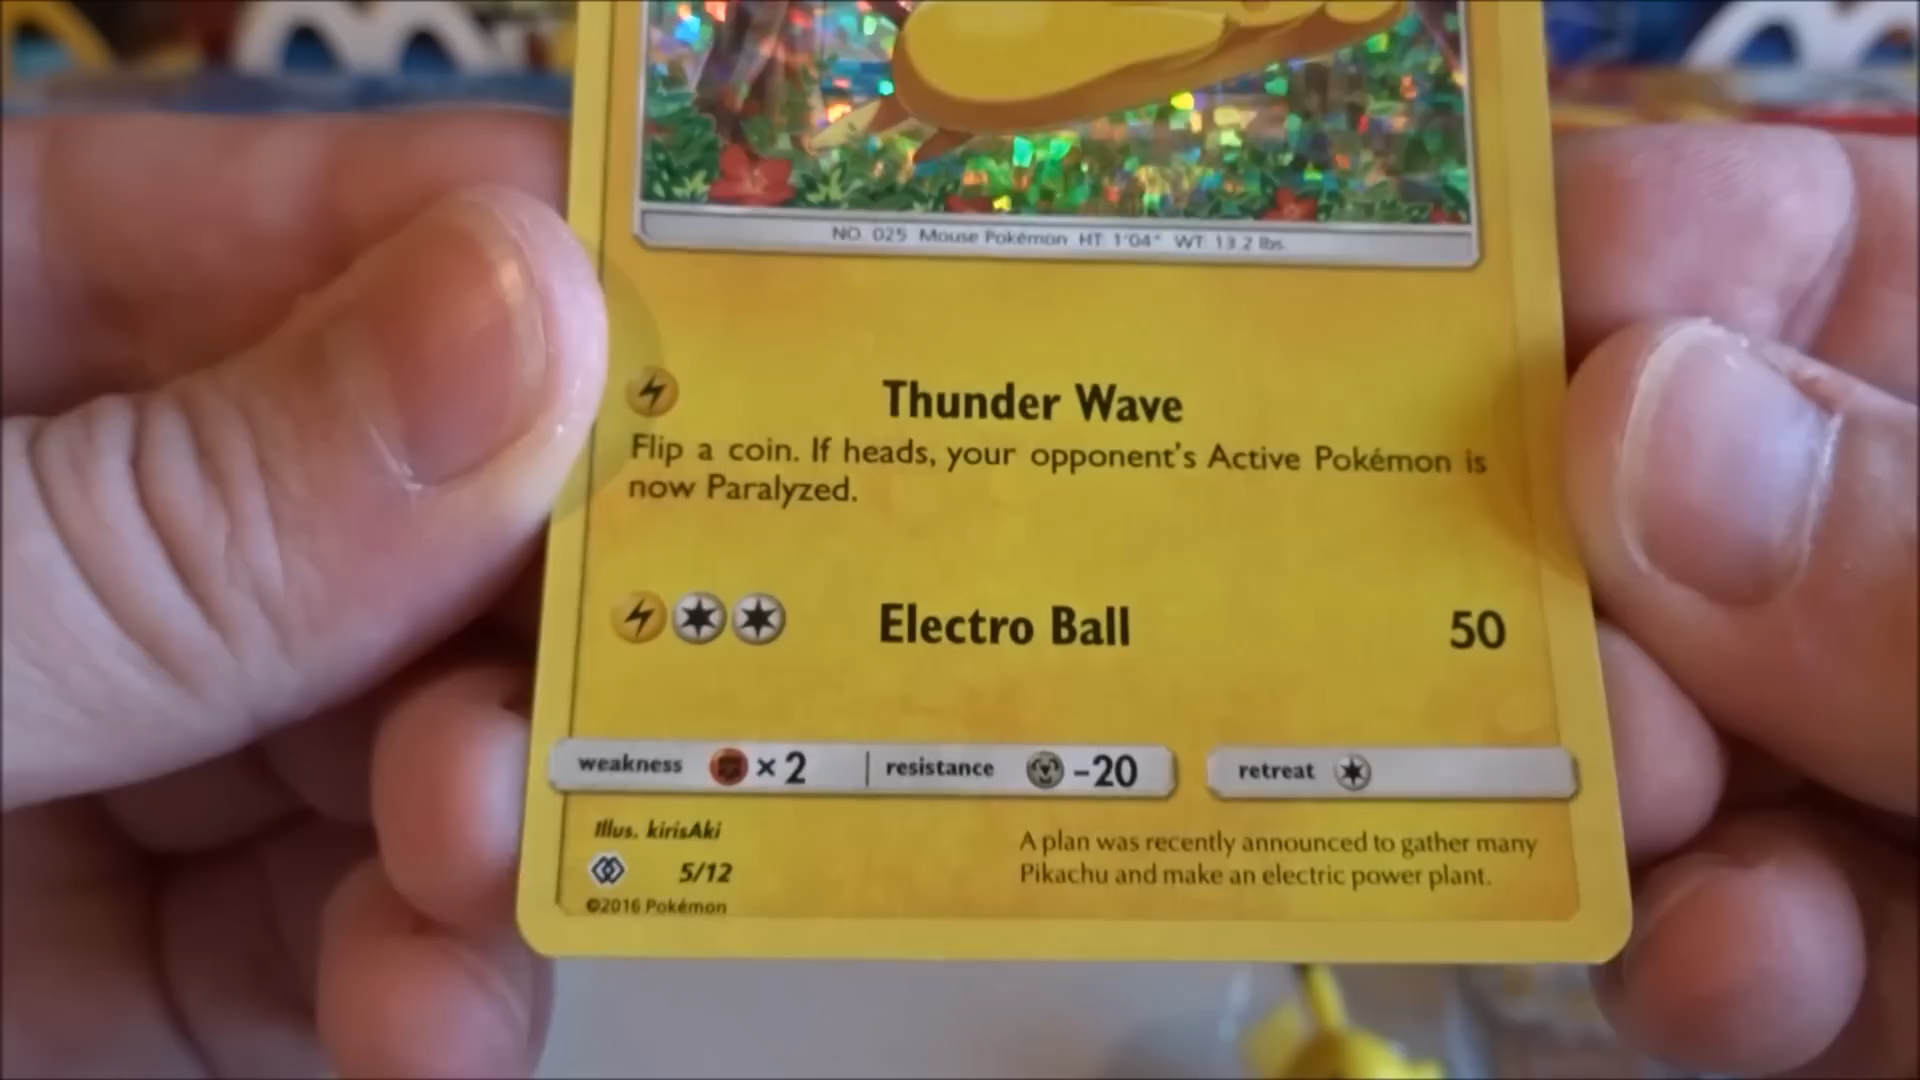 NO. 025 Mouse Pokémon HT: 1'04" WT: 13.2 lbs.
Thunder Wave
Flip a coin. If heads, your opponent's Active Pokémon is
now Paralyzed.
Electro Ball 50
weakness ×2 resistance -20 retreat
Illus. kirisAki
5/12
©2016 Pokémon
A plan was recently announced to gather many
Pikachu and make an electric power plant.